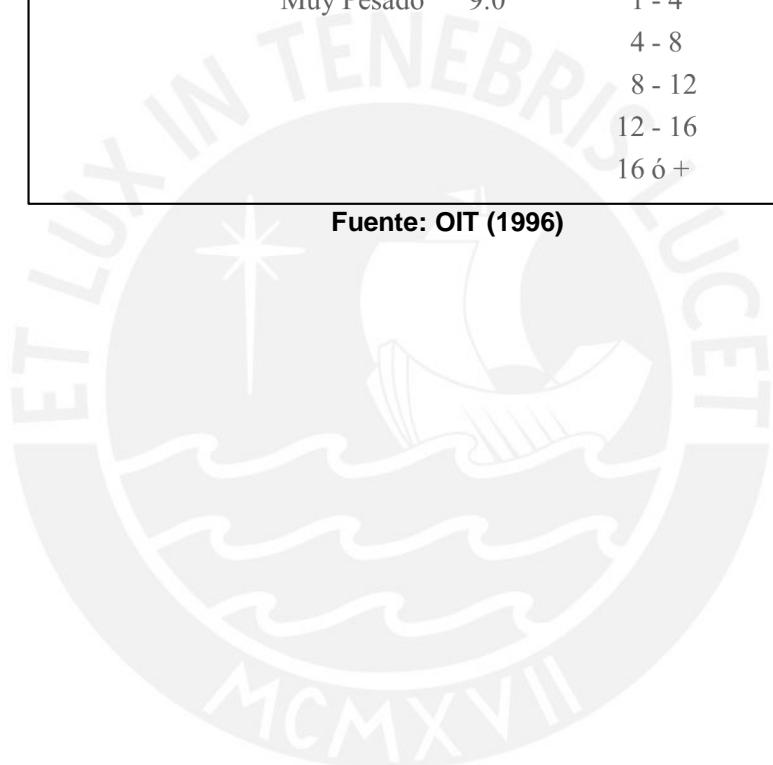 Muy Pesado 9.0 1 - 4
4 - 8
8 - 12
12 - 16
16 ó +
Fuente: OIT (1996)
ET LUX IN TENEBRIS LUCET
MCMXVII